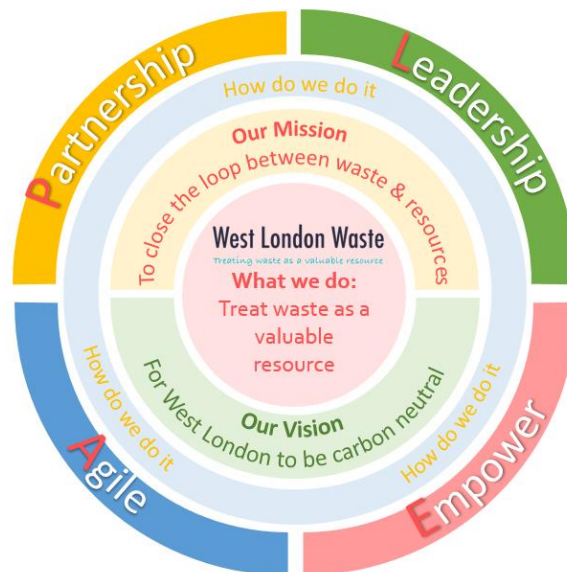 Partnership
Leadership
How do we do it
Our Mission
To close the loop between waste & resources
West London Waste
Treating waste as a valuable resource
What we do:
Treat waste as a
valuable
resource
Our Vision
For West London to be carbon neutral
How do we do it
How do we do it
Agile
Empower